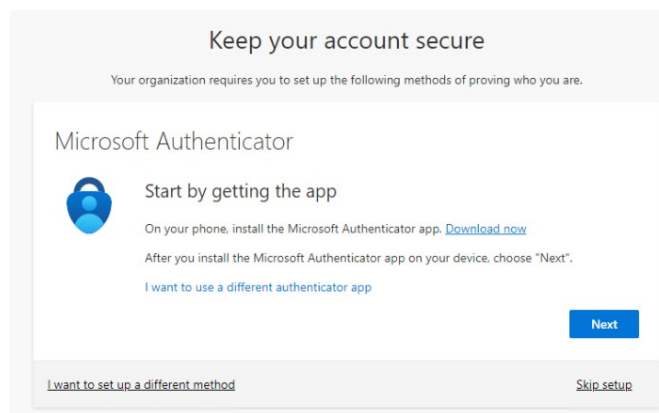 Keep your account secure
Your organization requires you to set up the following methods of proving who you are.
Microsoft Authenticator
Start by getting the app
On your phone, install the Microsoft Authenticator app. Download now
After you install the Microsoft Authenticator app on your device, choose "Next".
I want to use a different authenticator app
Next
I want to set up a different method
Skip setup